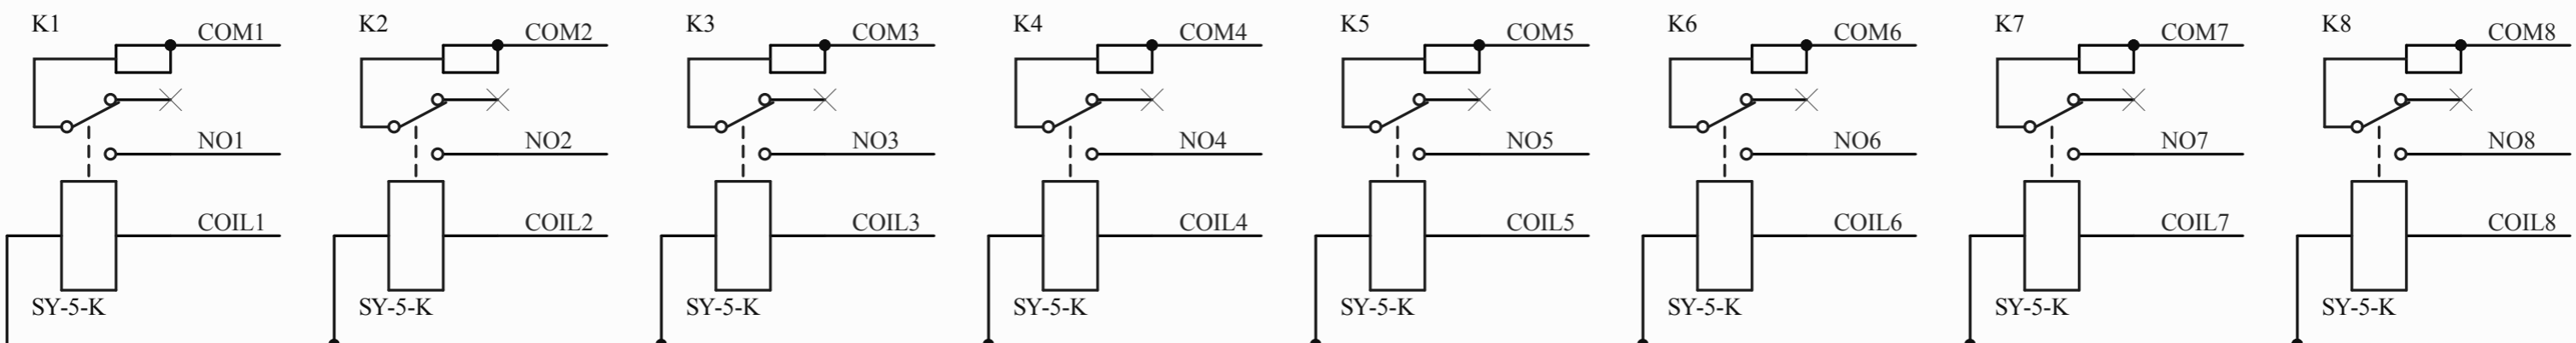 K1 COM1 K2 COM2 K3 COM3 K4 COM4 K5 COM5 K6 COM6 K7 COM7 K8 COM8
NO1 NO2 NO3 NO4 NO5 NO6 NO7 NO8
COIL1 COIL2 COIL3 COIL4 COIL5 COIL6 COIL7 COIL8
SY-5-K SY-5-K SY-5-K SY-5-K SY-5-K SY-5-K SY-5-K SY-5-K